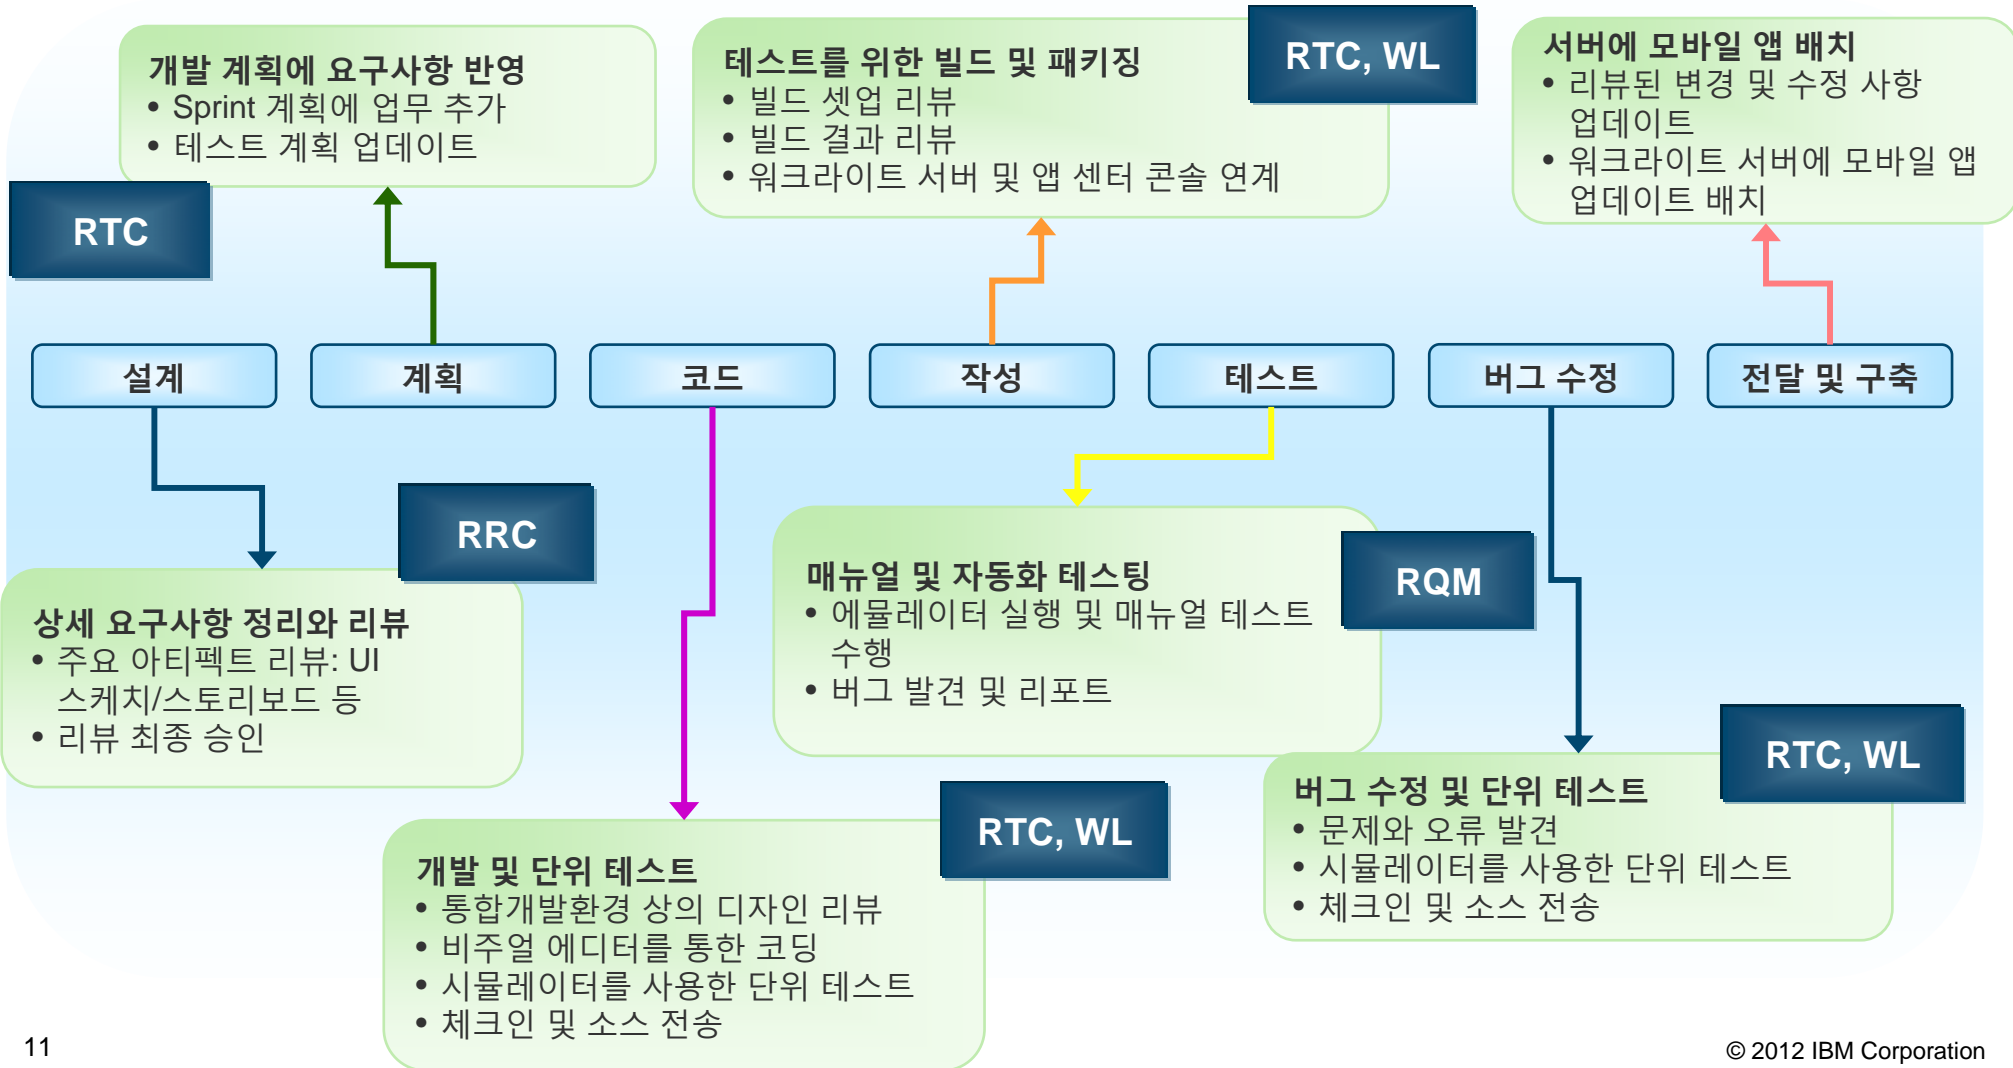 개발 계획에 요구사항 반영
• Sprint 계획에 업무 추가
• 테스트 계획 업데이트
RTC
테스트를 위한 빌드 및 패키징
• 빌드 셋업 리뷰
• 빌드 결과 리뷰
• 워크라이트 서버 및 앱 센터 콘솔 연계
RTC, WL
서버에 모바일 앱 배치
• 리뷰된 변경 및 수정 사항
업데이트
• 워크라이트 서버에 모바일 앱
업데이트 배치
설계
계획
코드
작성
테스트
버그 수정
전달 및 구축
RRC
상세 요구사항 정리와 리뷰
• 주요 아티펙트 리뷰: UI
스케치/스토리보드 등
• 리뷰 최종 승인
매뉴얼 및 자동화 테스팅
• 에뮬레이터 실행 및 매뉴얼 테스트
수행
• 버그 발견 및 리포트
RQM
RTC, WL
개발 및 단위 테스트
• 통합개발환경 상의 디자인 리뷰
• 비주얼 에디터를 통한 코딩
• 시뮬레이터를 사용한 단위 테스트
• 체크인 및 소스 전송
RTC, WL
버그 수정 및 단위 테스트
• 문제와 오류 발견
• 시뮬레이터를 사용한 단위 테스트
• 체크인 및 소스 전송
11
© 2012 IBM Corporation